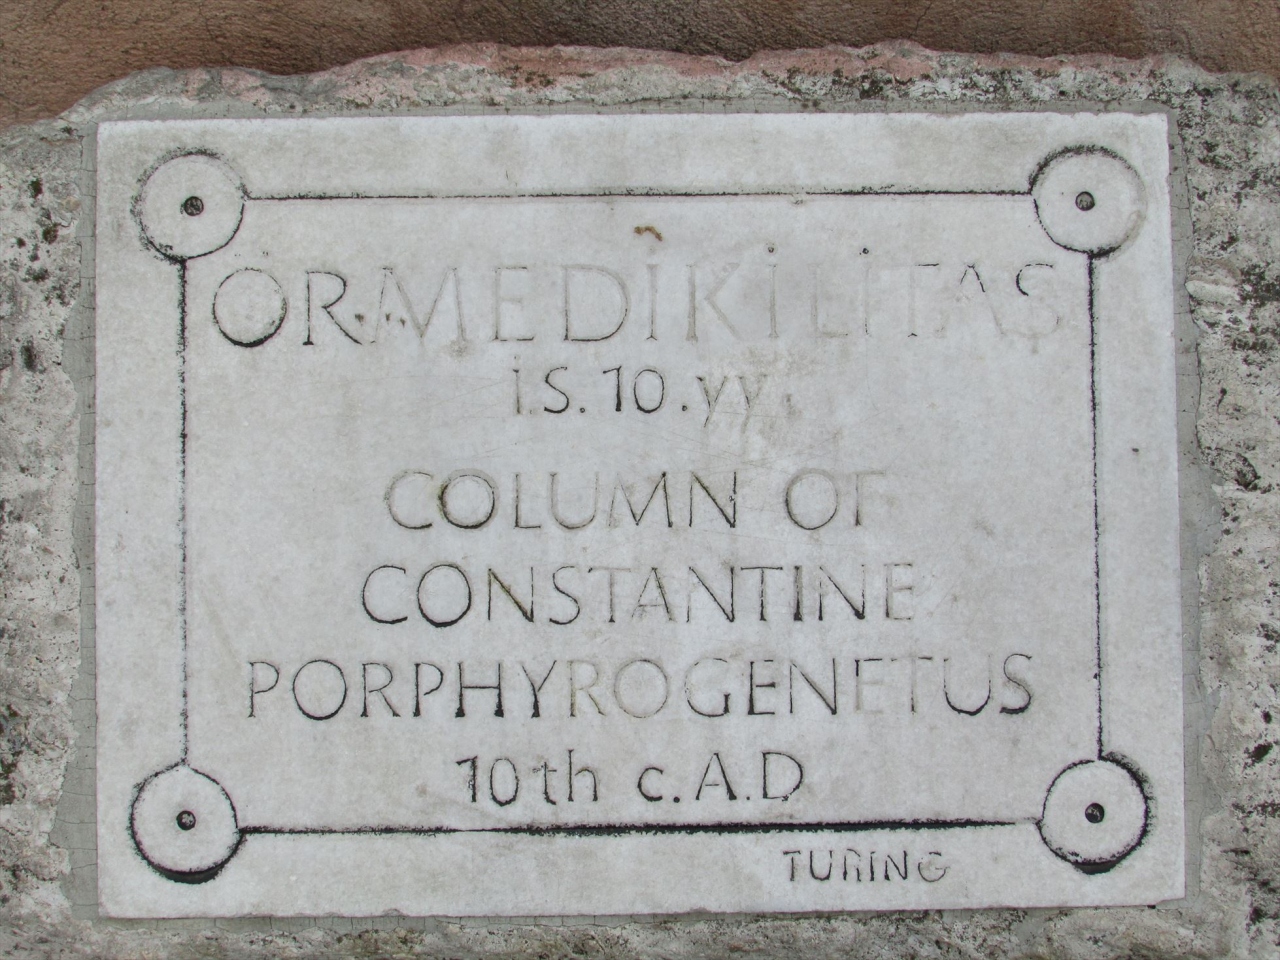 ÖRMEDİKİLİTAŞ
İ.S. 10.yy
COLUMN OF
CONSTANTINE
PORPHYROGENETUS
10th c. A.D
TURING